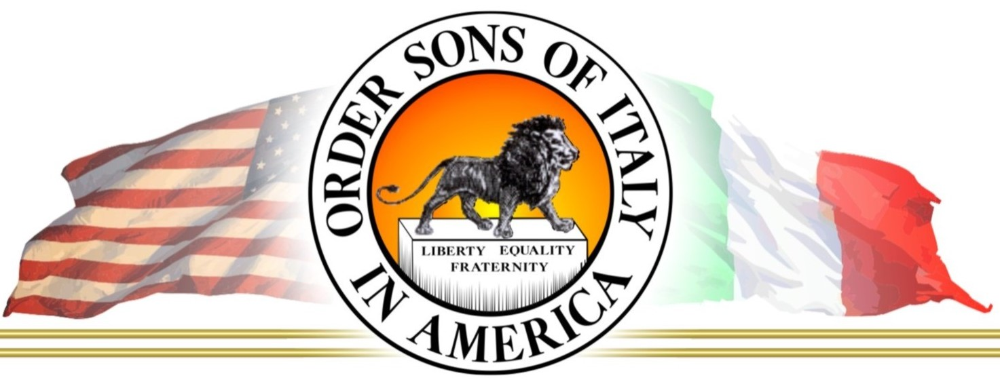 ORDER SONS OF ITALY
IN AMERICA
LIBERTY EQUALITY
FRATERNITY